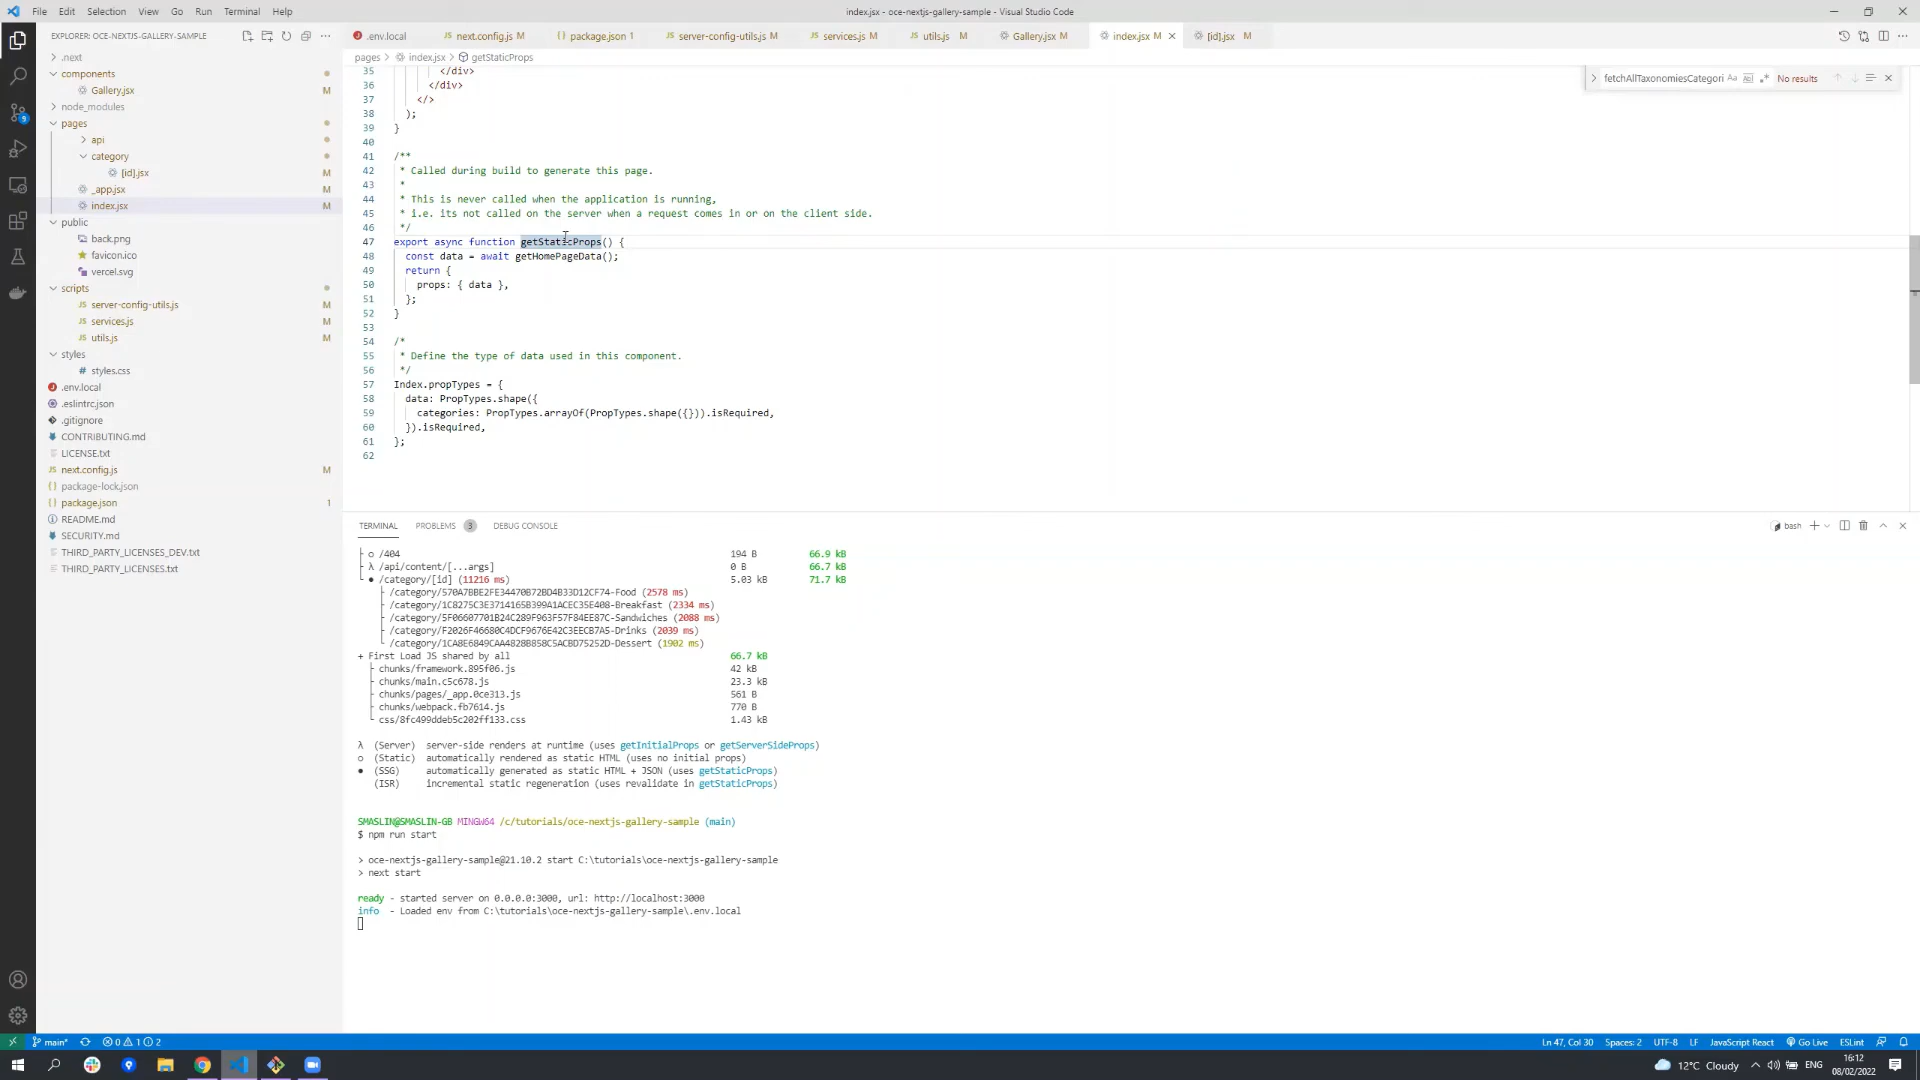 File Edit Selection View Go Run Terminal Help
index.jsx - oce-nextjs-gallery-sample - Visual Studio Code
EXPLORER: OCE-NEXTJS-GALLERY-SAMPLE
.next
components
Gallery.jsx M
node_modules
pages
api
category
[id].jsx M
_app.jsx M
index.jsx M
public
back.png
favicon.ico
vercel.svg
scripts
server-config-utils.js M
services.js M
utils.js M
styles
styles.css
.env.local
.eslintrc.json
.gitignore
CONTRIBUTING.md
LICENSE.txt
next.config.js M
package-lock.json
package.json 1
README.md
SECURITY.md
THIRD_PARTY_LICENSES_DEV.txt
THIRD_PARTY_LICENSES.txt
.env.local next.config.js M package.json 1 server-config-utils.js M services.js M utils.js M Gallery.jsx M index.jsx M [id].jsx M
pages > index.jsx > getStaticProps
fetchAllTaxonomiesCategori No results
35 </div>
36 </div>
37 </>
38 );
39 }
40
41 /**
42 * Called during build to generate this page.
43 *
44 * This is never called when the application is running,
45 * i.e. its not called on the server when a request comes in or on the client side.
46 */
47 export async function getStaticProps() {
48 const data = await getHomePageData();
49 return {
50 props: { data },
51 };
52 }
53
54 /*
55 * Define the type of data used in this component.
56 */
57 Index.propTypes = {
58 data: PropTypes.shape({
59 categories: PropTypes.arrayOf(PropTypes.shape({})).isRequired,
60 }).isRequired,
61 };
62
TERMINAL PROBLEMS 3 DEBUG CONSOLE
bash
├ ○ /404 194 B 66.9 kB
├ λ /api/content/[...args] 0 B 66.7 kB
└ ● /category/[id] (11216 ms) 5.03 kB 71.7 kB
├ /category/570A7BBE2FE34470B72BD4B33D12CF74-Food (2578 ms)
├ /category/1C8275C3E3714165B399A1ACEC35E408-Breakfast (2334 ms)
├ /category/5F06607701B24C289F963F57F84EE87C-Sandwiches (2088 ms)
├ /category/F2026F46680C4DCF9676E42C3EECB7A5-Drinks (2039 ms)
└ /category/1CA8E6849CAA4828B858C5ACBD75252D-Dessert (1902 ms)
+ First Load JS shared by all 66.7 kB
├ chunks/framework.895f06.js 42 kB
├ chunks/main.c5c678.js 23.3 kB
├ chunks/pages/_app.0ce313.js 561 B
├ chunks/webpack.fb7614.js 770 B
└ css/8fc499ddeb5c202ff133.css 1.43 kB
λ (Server) server-side renders at runtime (uses getInitialProps or getServerSideProps)
○ (Static) automatically rendered as static HTML (uses no initial props)
● (SSG) automatically generated as static HTML + JSON (uses getStaticProps)
(ISR) incremental static regeneration (uses revalidate in getStaticProps)
SMASLIN@SMASLIN-GB MINGW64 /c/tutorials/oce-nextjs-gallery-sample (main)
$ npm run start
> oce-nextjs-gallery-sample@21.10.2 start C:\tutorials\oce-nextjs-gallery-sample
> next start
ready - started server on 0.0.0.0:3000, url: http://localhost:3000
info - Loaded env from C:\tutorials\oce-nextjs-gallery-sample\.env.local
main* 0 1 2
Ln 47, Col 30 Spaces: 2 UTF-8 LF JavaScript React Go Live ESLint
12°C Cloudy ENG 16:12
08/02/2022